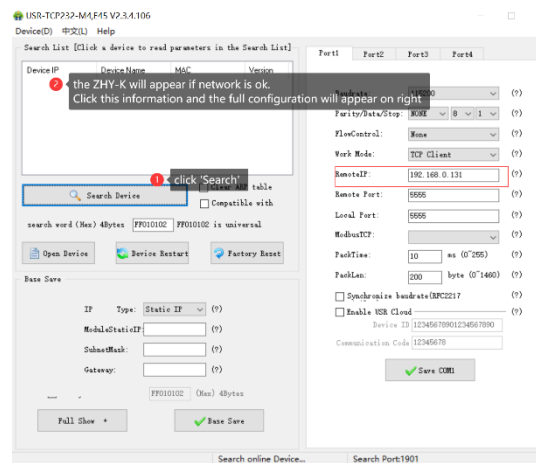 USR-TCP232-M4,E45 V2.3.4.106
Device(D) 中文(L) Help
Search List [Click a device to read parameters in the Search List]
Device IP Device Name MAC Version
2 the ZHY-K will appear if network is ok.
Click this information and the full configuration will appear on right
1 click 'Search'
Search Device
table
Compatible with
search word (Hex) 4Bytes FF010102 FF010102 is universal
Open Device Device Restart Factory Reset
Base Save
IP Type: Static IP (?)
ModuleStaticIP: (?)
SubnetMask: (?)
Gateway: (?)
FF010102 (Hex) 4Bytes
Full Show + Base Save
Port1 Port2 Port3 Port4
(?)
Parity/Data/Stop: NONE 8 1 (?)
FlowControl: None (?)
Work Mode: TCP Client (?)
RemoteIP: 192.168.0.131 (?)
Remote Port: 5555 (?)
Local Port: 5555 (?)
ModbusTCP: (?)
PackTime: 10 ms (0~255) (?)
PackLen: 200 byte (0~1460) (?)
Synchronize baudrate(RFC2217 (?)
Enable USR Cloud (?)
Device ID 12345678901234567890
Communication Code 12345678
Save COM1
Search online Device... Search Port:1901